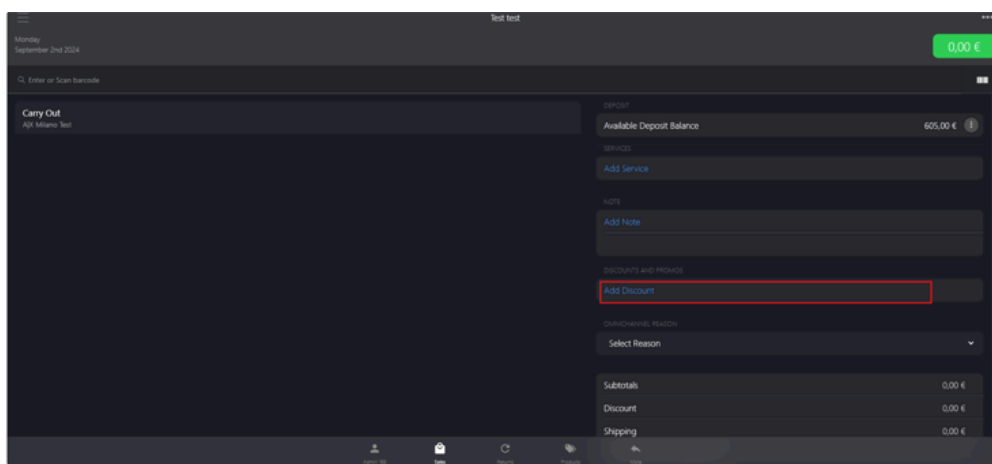 Test test
Monday
September 2nd 2024
0,00 €
Enter or Scan barcode
Carry Out
AJX Milano Test
DEPOSIT
Available Deposit Balance 605,00 €
SERVICES
Add Service
NOTE
Add Note
DISCOUNTS AND PROMOS
Add Discount
OMNICHANNEL REASON
Select Reason
Subtotals 0,00 €
Discount 0,00 €
Shipping 0,00 €
Sales Returns Products